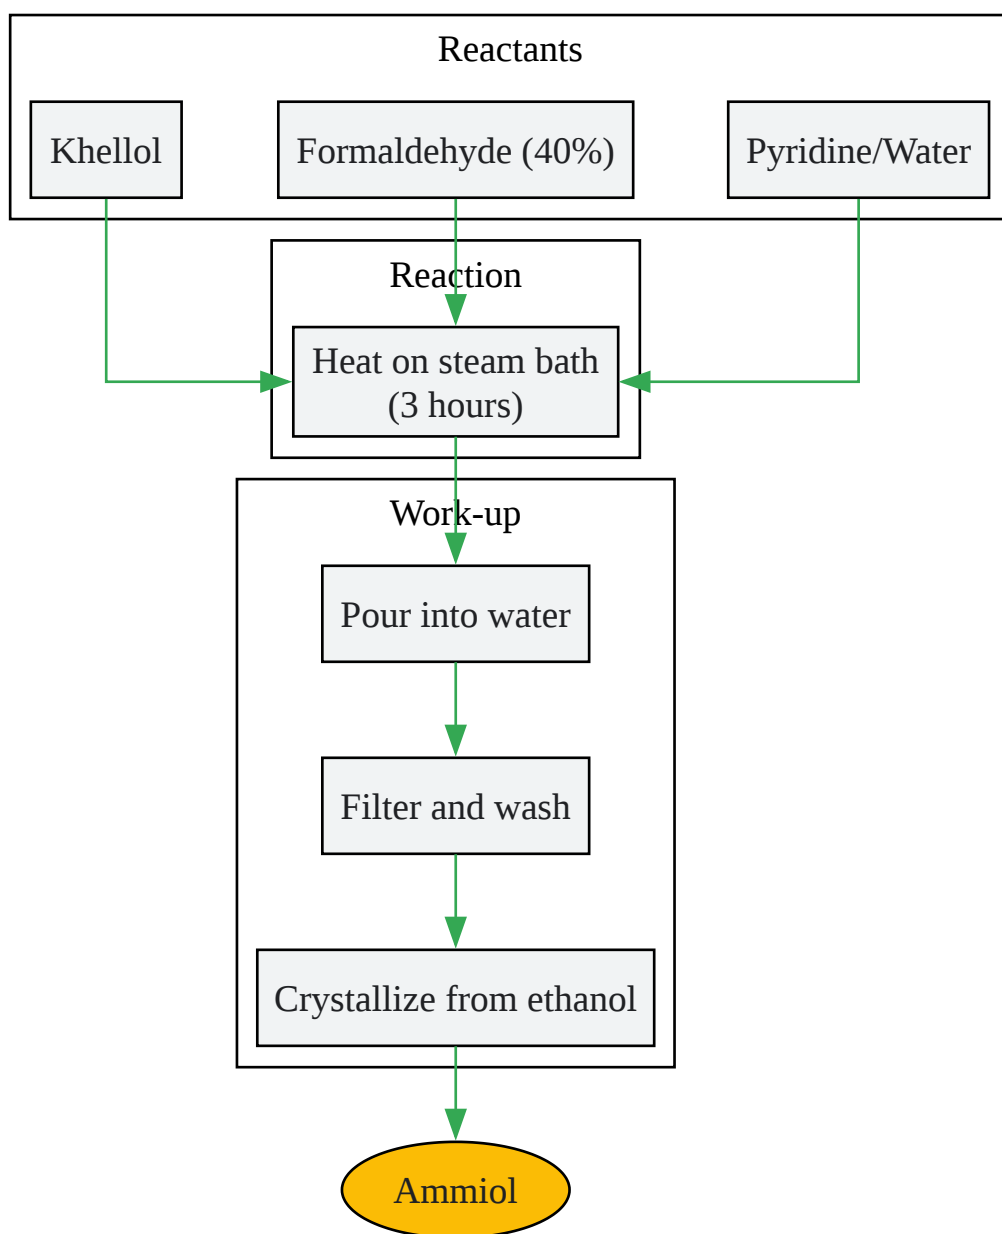 Reactants
Khellol
Formaldehyde (40%)
Pyridine/Water
Reaction
Heat on steam bath
(3 hours)
Work-up
Pour into water
Filter and wash
Crystallize from ethanol
Ammiol